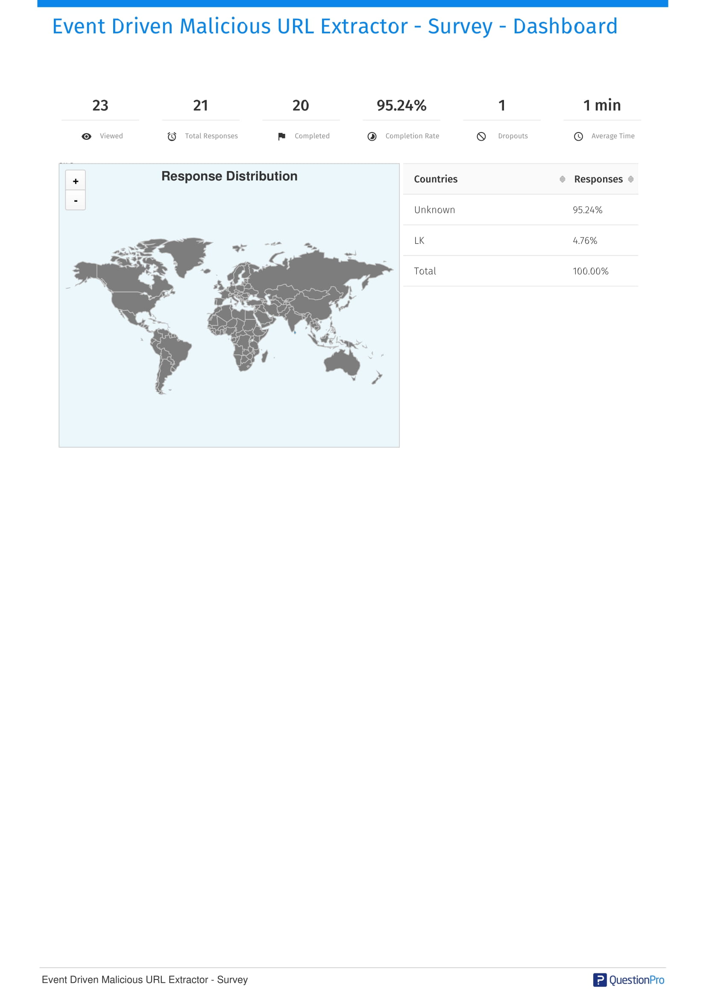 Event Driven Malicious URL Extractor - Survey - Dashboard
23 21 20 95.24% 1 1 min
Viewed Total Responses Completed Completion Rate Dropouts Average Time
Response Distribution
+
-
Countries Responses
Unknown 95.24%
LK 4.76%
Total 100.00%
Event Driven Malicious URL Extractor - Survey
QuestionPro